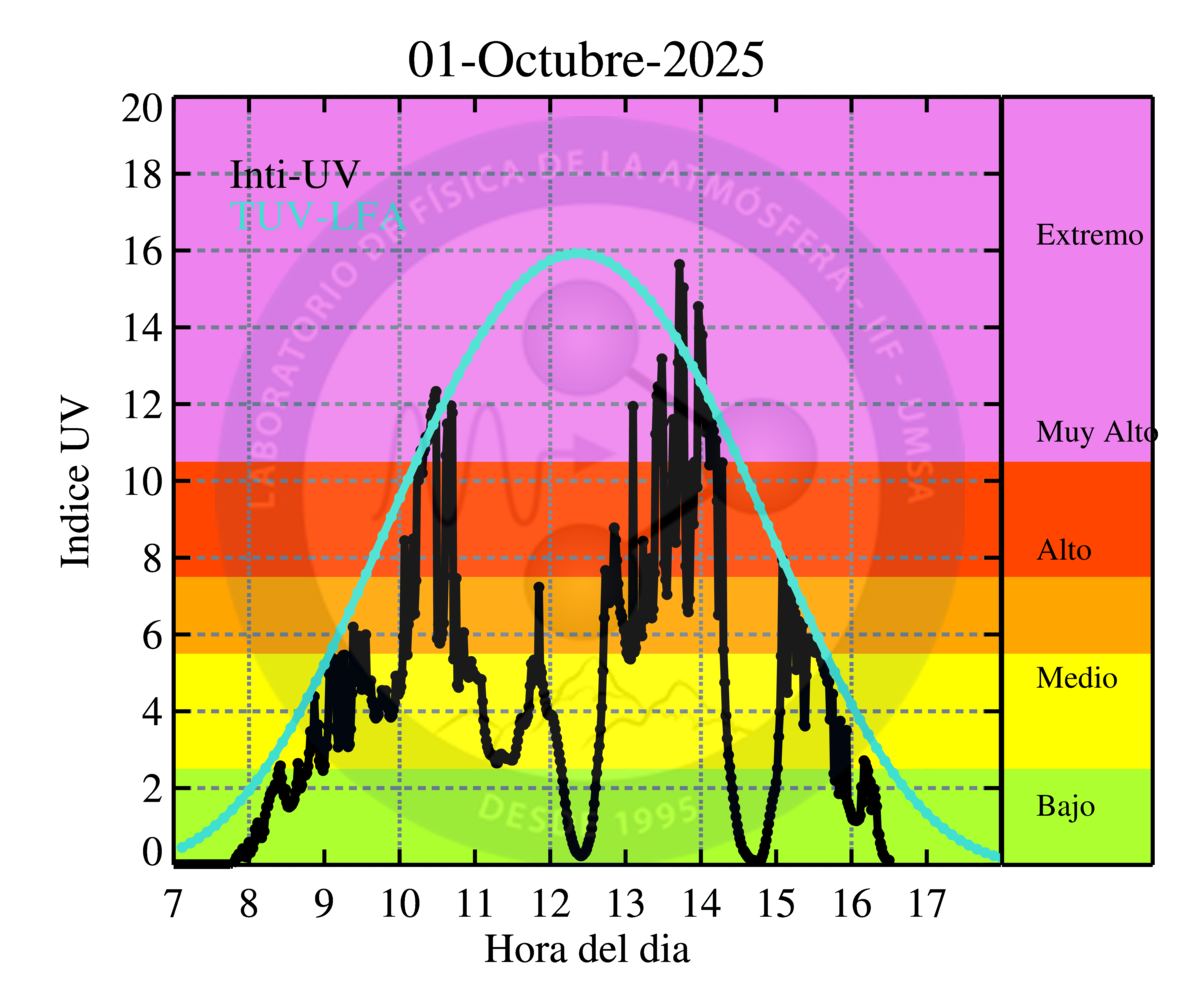 01-Octubre-2025
Indice UV
20
18
16
14
12
10
8
6
4
2
0
Inti-UV
TUV-LFA
LABORATORIO DE FÍSICA DE LA ATMÓSFERA - IIF - UMSA
DESDE 1995
Extremo
Muy Alto
Alto
Medio
Bajo
7 8 9 10 11 12 13 14 15 16 17
Hora del dia